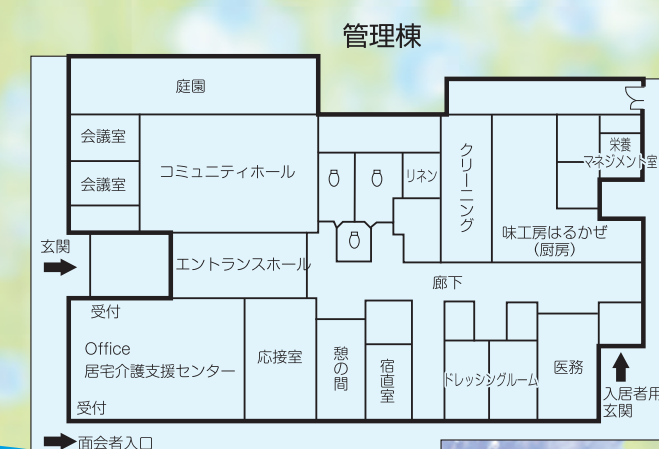 管理棟
庭園
会議室
コミュニティホール
会議室
リネン
クリーニング
栄養
マネジメント室
味工房はるかぜ
（厨房）
玄関
エントランスホール
廊下
受付
Office
居宅介護支援センター
受付
応接室
憩の間
宿直室
ドレッシングルーム
医務
入居者用
玄関
面会者入口